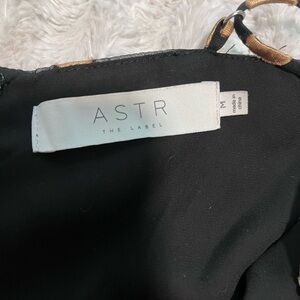 ASTR
THE LABEL
M
made in
china